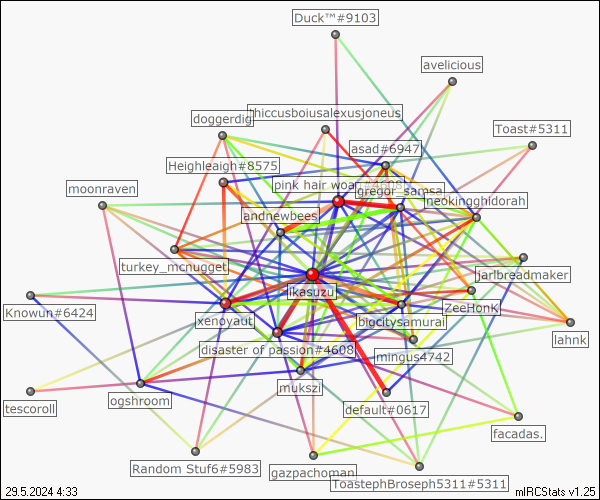 Duck™#9103
avelicious
doggerdig
thiccusboiusalexusjoneus
Toast#5311
asad#6947
Heighleaigh#8575
pink hair woag#4608
gregor_samsa
moonraven
neokingghidorah
andnewbees
turkey_mcnugget
ikasuzu
jarlbreadmaker
Knowun#6424
xenoyaut
bigcitysamurai
ZeeHonk
lahnk
disaster of passion#4608
mingus4742
mukszi
tescoroll
ogshroom
default#0617
facadas.
Random Stuf6#5983
gazpachoman
ToastephBroseph5311#5311
29.5.2024 4:33
mIRCStats v1.25